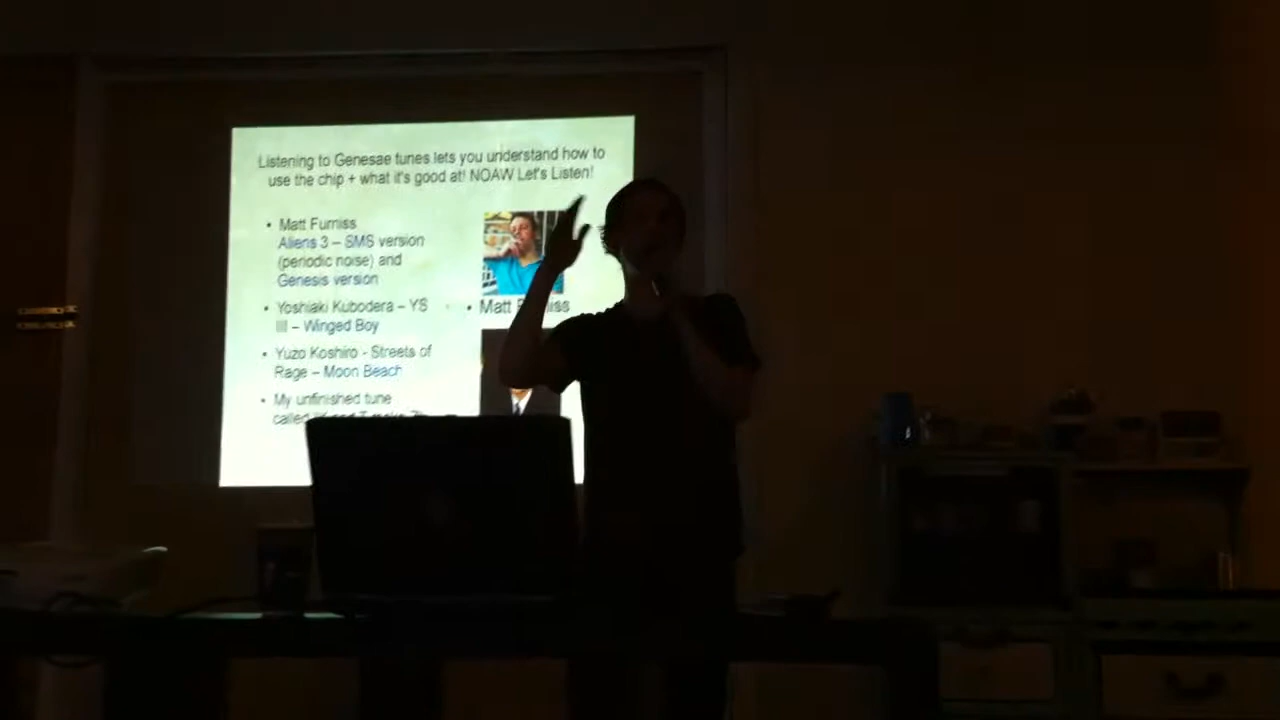 Listening to Genesae tunes lets you understand how to
use the chip + what it's good at! NOAW Let's Listen!
• Matt Furniss
Aliens 3 – SMS version
(periodic noise) and
Genesis version
• Yoshiaki Kubodera – YS
III – Winged Boy
• Yuzo Koshiro - Streets of
Rage – Moon Beach
• My unfinished tune
called
• Matt